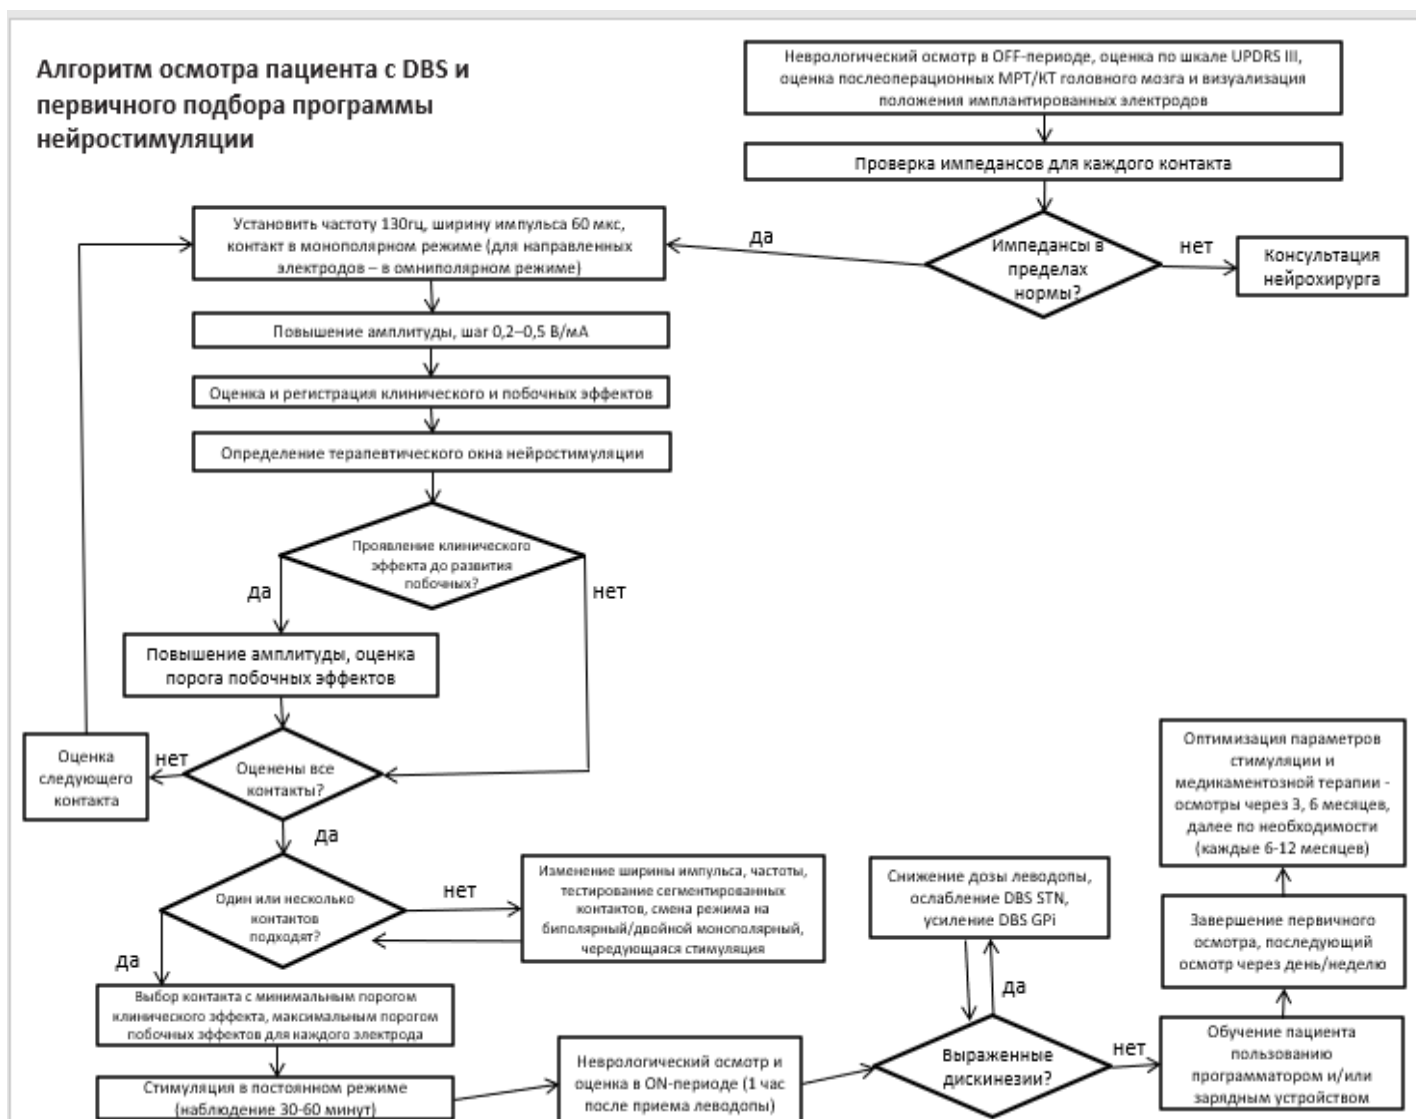 Алгоритм осмотра пациента с DBS и
первичного подбора программы
нейростимуляции
Неврологический осмотр в OFF-периоде, оценка по шкале UPDRS III,
оценка послеоперационных МРТ/КТ головного мозга и визуализация
положения имплантированных электродов
Проверка импедансов для каждого контакта
Импедансы в
пределах
нормы?
да
нет
Консультация
нейрохирурга
Установить частоту 130гц, ширину импульса 60 мкс,
контакт в монополярном режиме (для направленных
электродов – в омниполярном режиме)
Повышение амплитуды, шаг 0,2–0,5 В/мА
Оценка и регистрация клинического и побочных эффектов
Определение терапевтического окна нейростимуляции
Проявление клинического
эффекта до развития
побочных?
да
нет
Повышение амплитуды, оценка
порога побочных эффектов
Оценены все
контакты?
нет
Оценка
следующего
контакта
да
Один или несколько
контактов
подходят?
нет
Изменение ширины импульса, частоты,
тестирование сегментированных
контактов, смена режима на
биполярный/двойной монополярный,
чередующаяся стимуляция
да
Выбор контакта с минимальным порогом
клинического эффекта, максимальным порогом
побочных эффектов для каждого электрода
Стимуляция в постоянном режиме
(наблюдение 30-60 минут)
Неврологический осмотр и
оценка в ON-периоде (1 час
после приема леводопы)
Выраженные
дискинезии?
да
Снижение дозы леводопы,
ослабление DBS STN,
усиление DBS GPi
нет
Обучение пациента
пользованию
программатором и/или
зарядным устройством
Завершение первичного
осмотра, последующий
осмотр через день/неделю
Оптимизация параметров
стимуляции и
медикаментозной терапии -
осмотры через 3, 6 месяцев,
далее по необходимости
(каждые 6-12 месяцев)